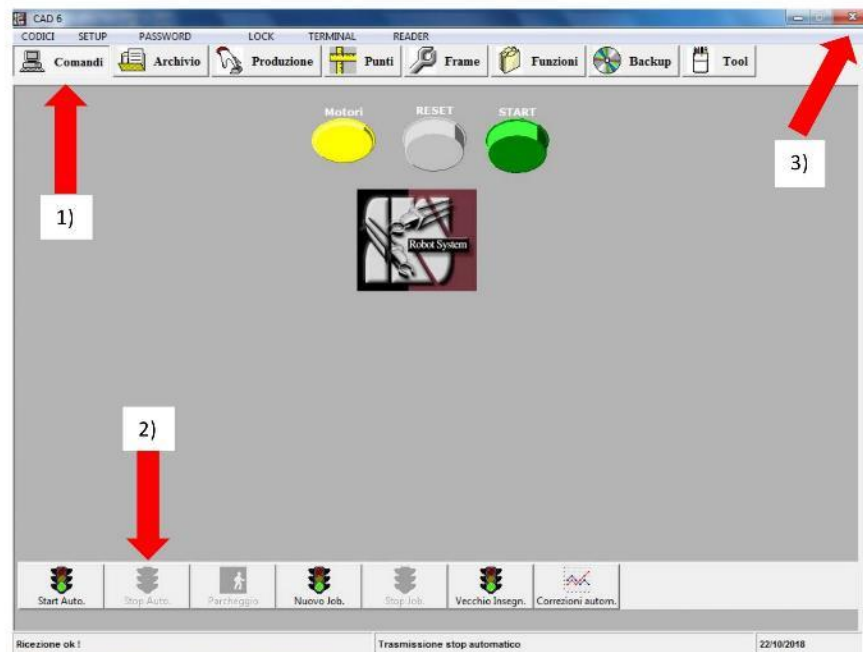 CAD 6
CODICI SETUP PASSWORD LOCK TERMINAL READER
Comandi Archivio Produzione Punti Frame Funzioni Backup Tool
Motori RESET START
3)
1)
Robot System
2)
Start Auto. Stop Auto. Parcheggio Nuovo Job. Stop Job. Vecchio Insegn. Correzioni autom.
Ricezione ok ! Trasmissione stop automatico 22/10/2018